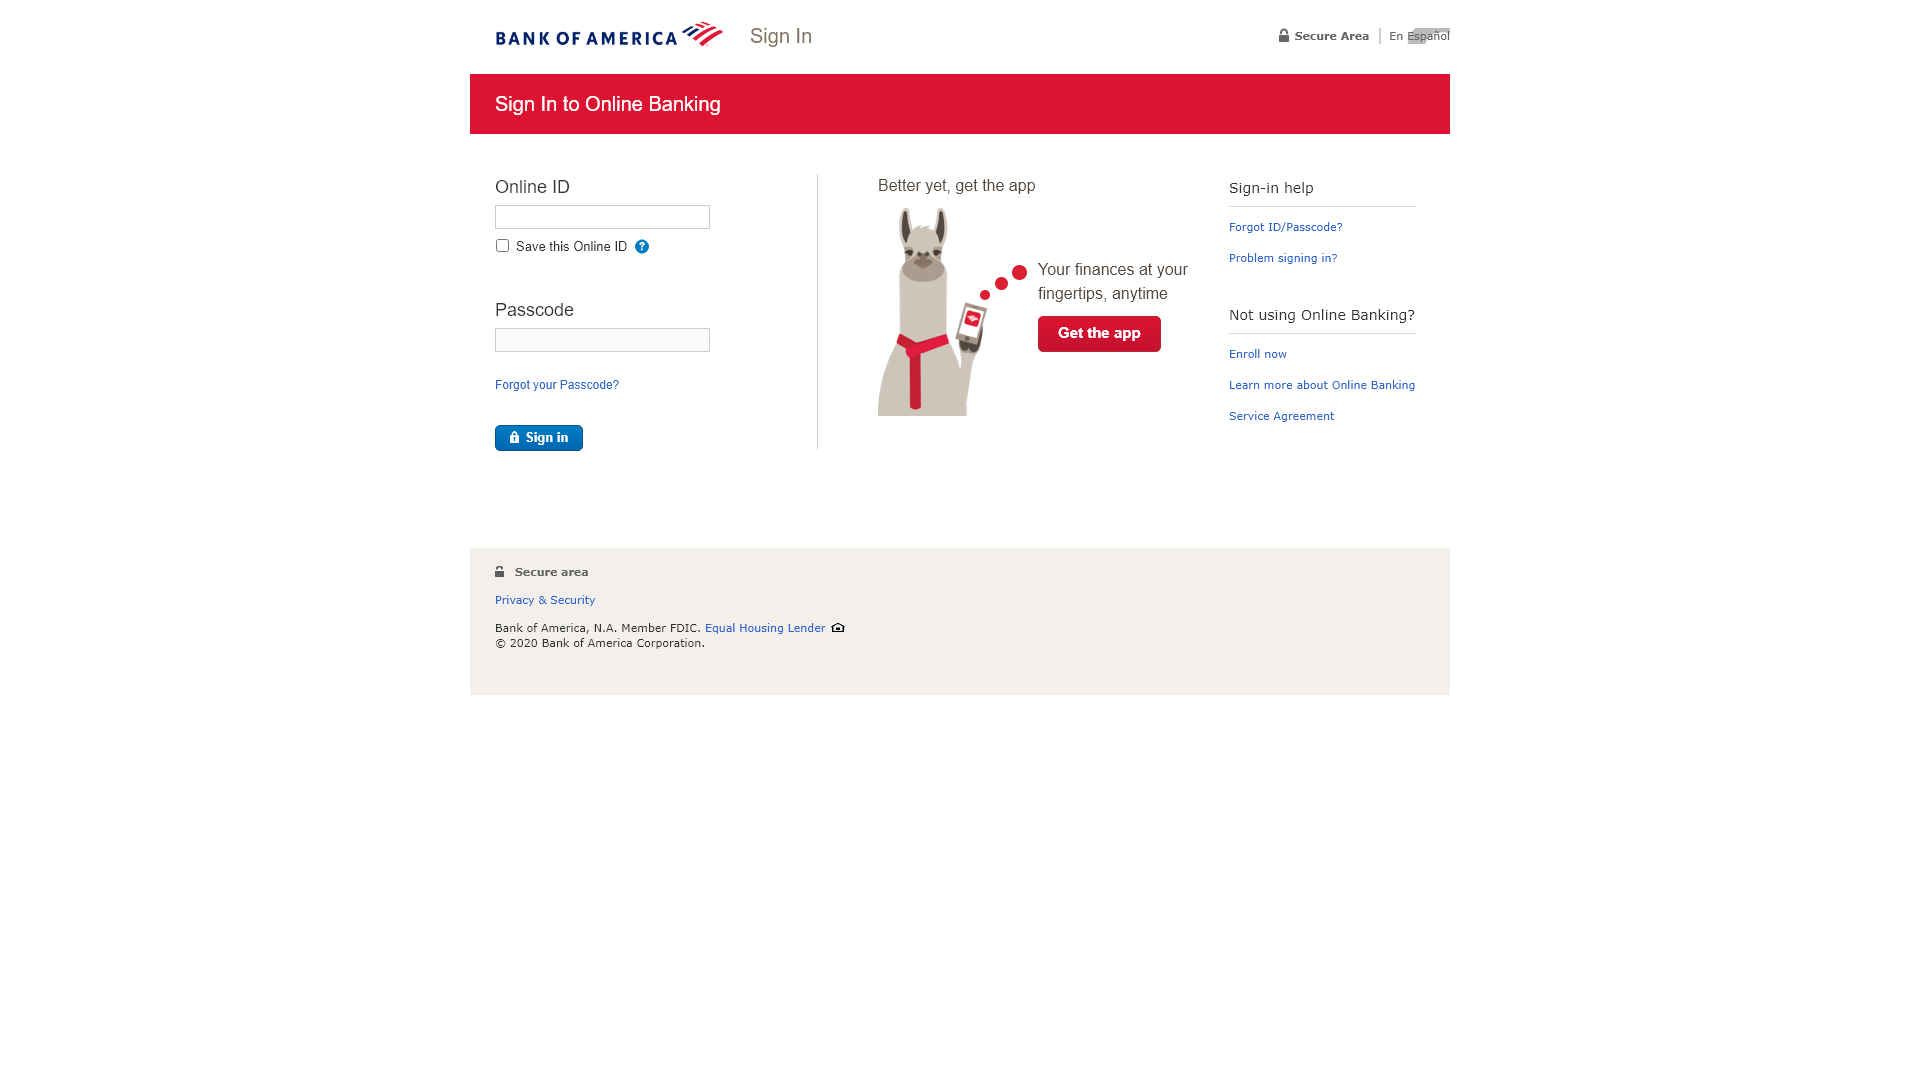 BANK OF AMERICA
Sign In
Secure Area
En Español
Sign In to Online Banking
Online ID
Save this Online ID ?
Passcode
Forgot your Passcode?
Sign in
Better yet, get the app
Your finances at your
fingertips, anytime
Get the app
Sign-in help
Forgot ID/Passcode?
Problem signing in?
Not using Online Banking?
Enroll now
Learn more about Online Banking
Service Agreement
Secure area
Privacy & Security
Bank of America, N.A. Member FDIC. Equal Housing Lender
© 2020 Bank of America Corporation.